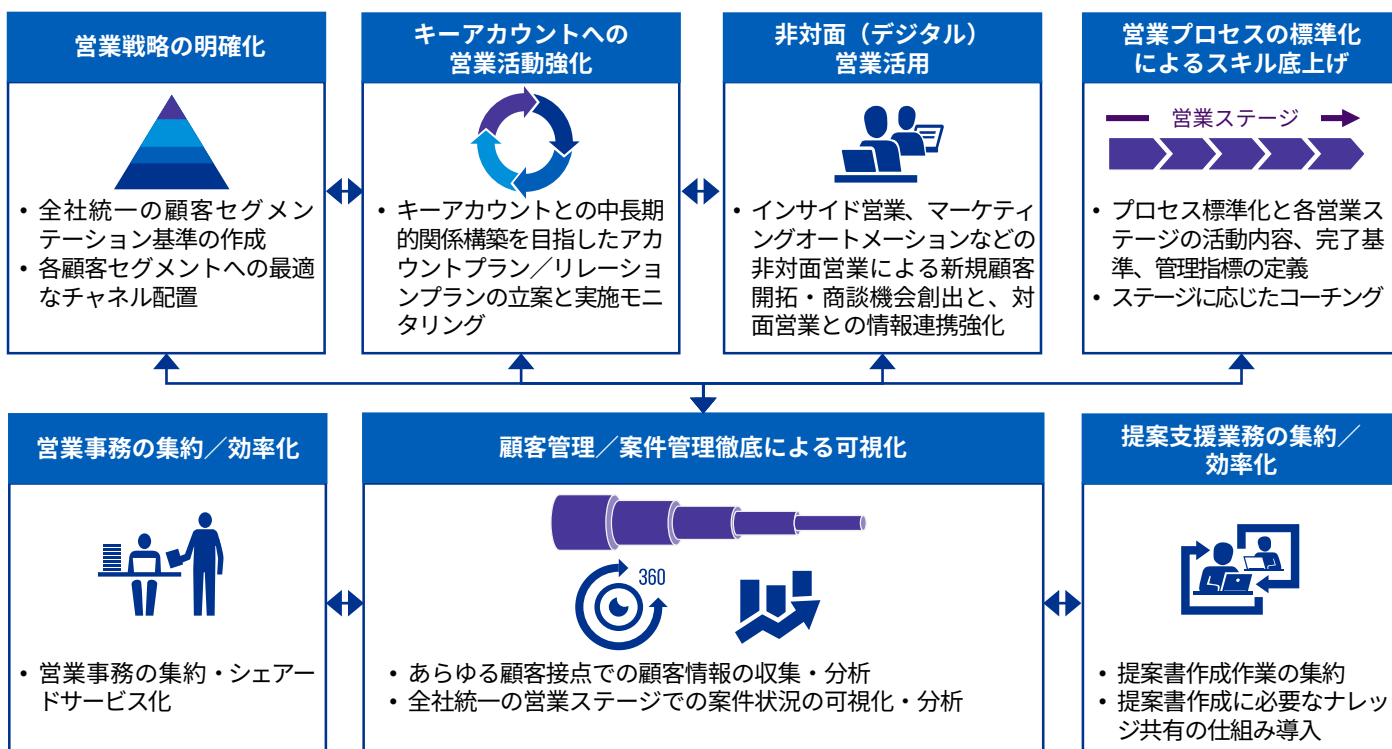 営業戦略の明確化
• 全社統一の顧客セグメン
テーション基準の作成
• 各顧客セグメントへの最適
なチャネル配置
キーアカウントへの
営業活動強化
• キーアカウントとの中長期
的関係構築を目指したアカ
ウントプラン／リレーショ
ンプランの立案と実施モニ
タリング
非対面（デジタル）
営業活用
• インサイド営業、マーケティ
ングオートメーションなどの
非対面営業による新規顧客
開拓・商談機会創出と、対
面営業との情報連携強化
営業プロセスの標準化
によるスキル底上げ
営業ステージ
• プロセス標準化と各営業ス
テージの活動内容、完了基
準、管理指標の定義
• ステージに応じたコーチング
営業事務の集約／効率化
• 営業事務の集約・シェアー
ドサービス化
顧客管理／案件管理徹底による可視化
360
• あらゆる顧客接点での顧客情報の収集・分析
• 全社統一の営業ステージでの案件状況の可視化・分析
提案支援業務の集約／
効率化
• 提案書作成作業の集約
• 提案書作成に必要なナレッ
ジ共有の仕組み導入